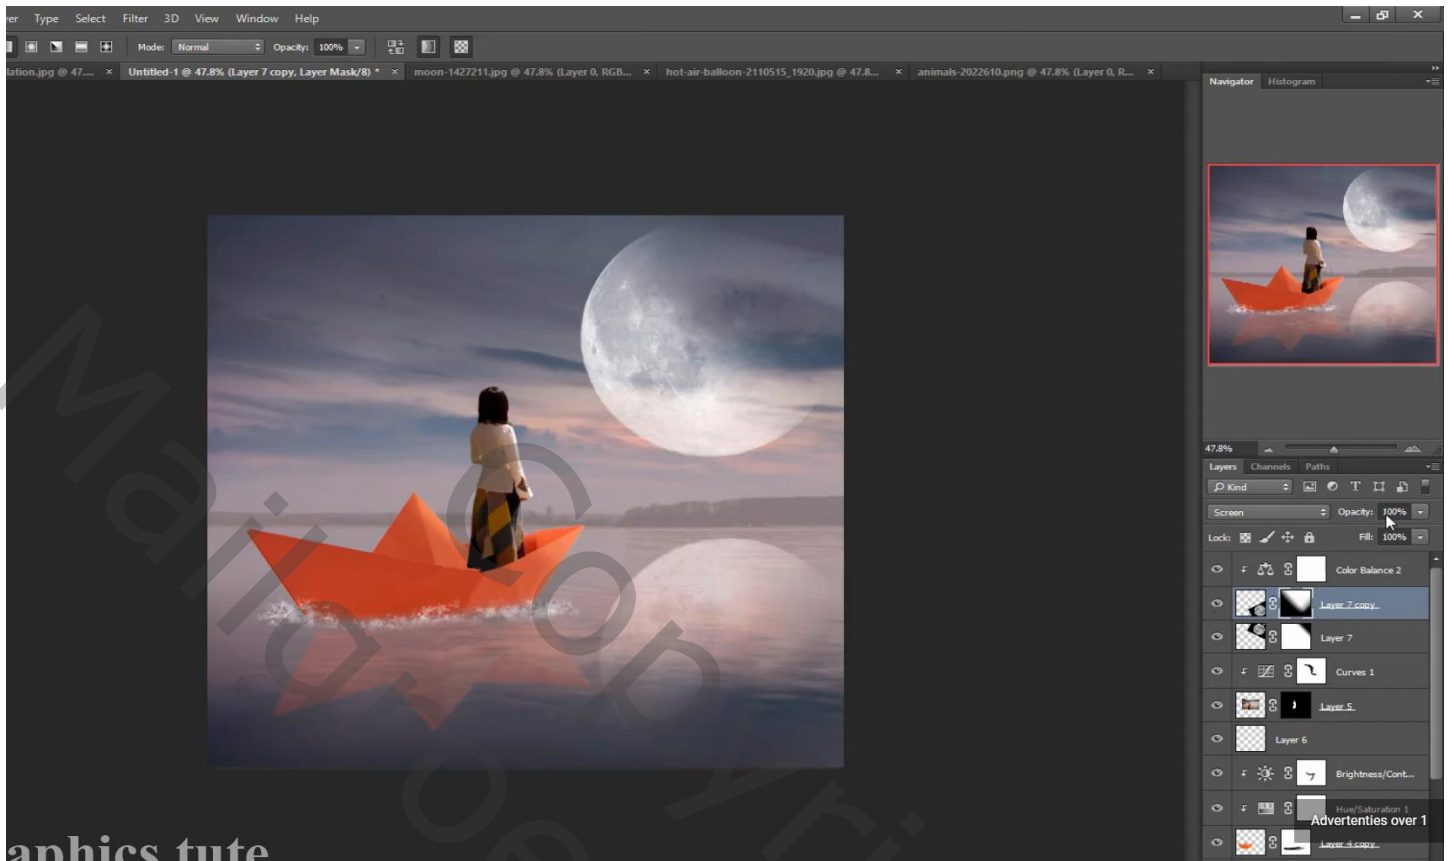 er Type Select Filter 3D View Window Help
Mode: Normal Opacity: 100%
lation.jpg @ 47.... × Untitled-1 @ 47.8% (Layer 7 copy, Layer Mask/8) * × moon-1427211.jpg @ 47.8% (Layer 0, RGB... × hot-air-balloon-2110515_1920.jpg @ 47.8... × animals-2022610.png @ 47.8% (Layer 0, R... ×
Navigator Histogram
47.8%
Layers Channels Paths
Kind
Screen Opacity: 100%
Lock: Fill: 100%
Color Balance 2
Layer 7 copy
Layer 7
Curves 1
Layer 5
Layer 6
Brightness/Cont...
Hue/Saturation 1
Advertenties over 1
Layer 4 copy
aphics tute